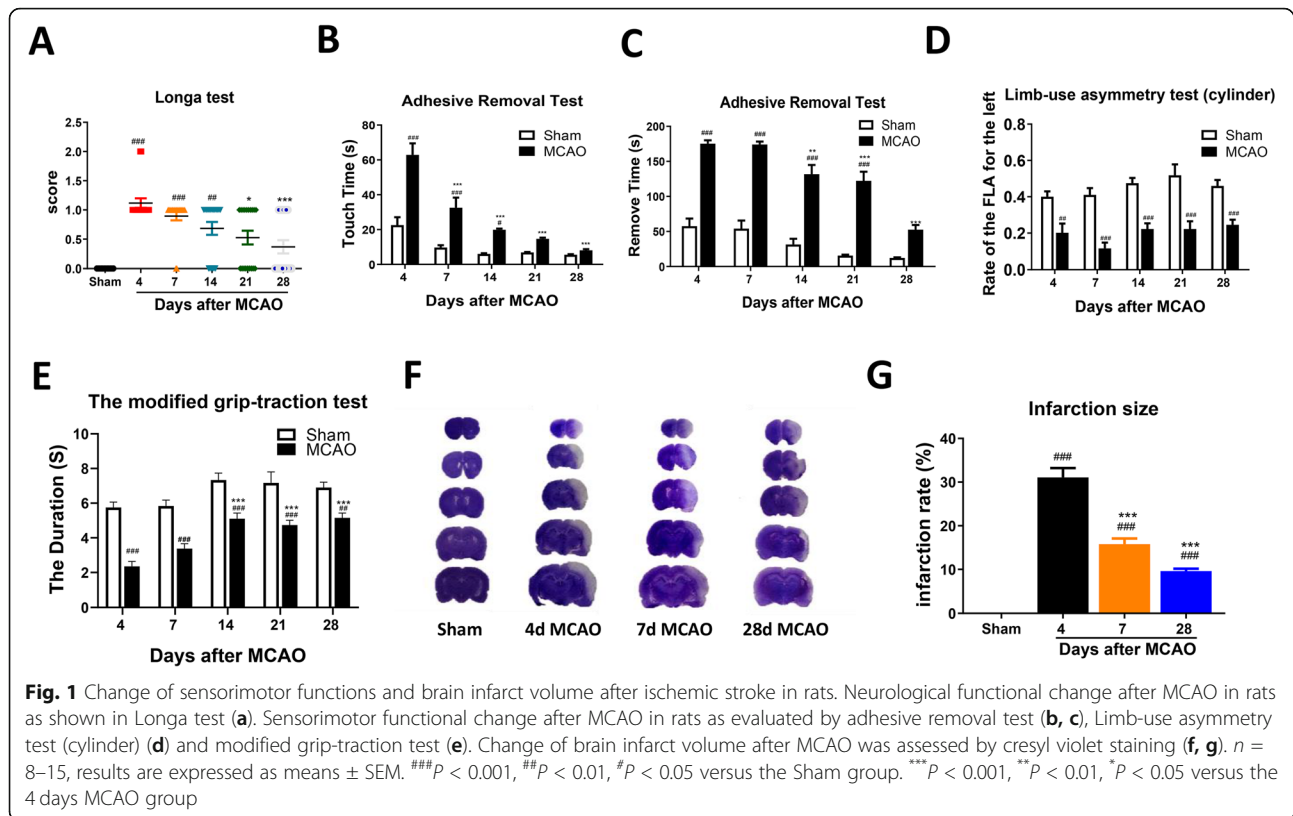 A
Longa test
###
###
##
*
***
2.5
2.0
1.5
1.0
0.5
0.0
score
Sham 4 7 14 21 28
Days after MCAO
B
Adhesive Removal Test
Sham
MCAO
###
***
###
***
#
***
***
80
60
40
20
0
Touch Time (s)
4 7 14 21 28
Days after MCAO
C
Adhesive Removal Test
Sham
MCAO
###
###
**
###
***
###
***
200
150
100
50
0
Remove Time (s)
4 7 14 21 28
Days after MCAO
D
Limb-use asymmetry test (cylinder)
Sham
MCAO
##
###
###
###
###
0.8
0.6
0.4
0.2
0.0
Rate of the FLA for the left
4 7 14 21 28
Days after MCAO
E
The modified grip-traction test
Sham
MCAO
###
###
***
###
***
###
***
##
10
8
6
4
2
0
The Duration (S)
4 7 14 21 28
Days after MCAO
F
Sham 4d MCAO 7d MCAO 28d MCAO
G
Infarction size
###
***
###
***
###
40
30
20
10
0
infarction rate (%)
Sham 4 7 28
Days after MCAO
Fig. 1 Change of sensorimotor functions and brain infarct volume after ischemic stroke in rats. Neurological functional change after MCAO in rats
as shown in Longa test (a). Sensorimotor functional change after MCAO in rats as evaluated by adhesive removal test (b, c), Limb-use asymmetry
test (cylinder) (d) and modified grip-traction test (e). Change of brain infarct volume after MCAO was assessed by cresyl violet staining (f, g). n =
8–15, results are expressed as means ± SEM. ###P < 0.001, ##P < 0.01, #P < 0.05 versus the Sham group. ***P < 0.001, **P < 0.01, *P < 0.05 versus the
4 days MCAO group